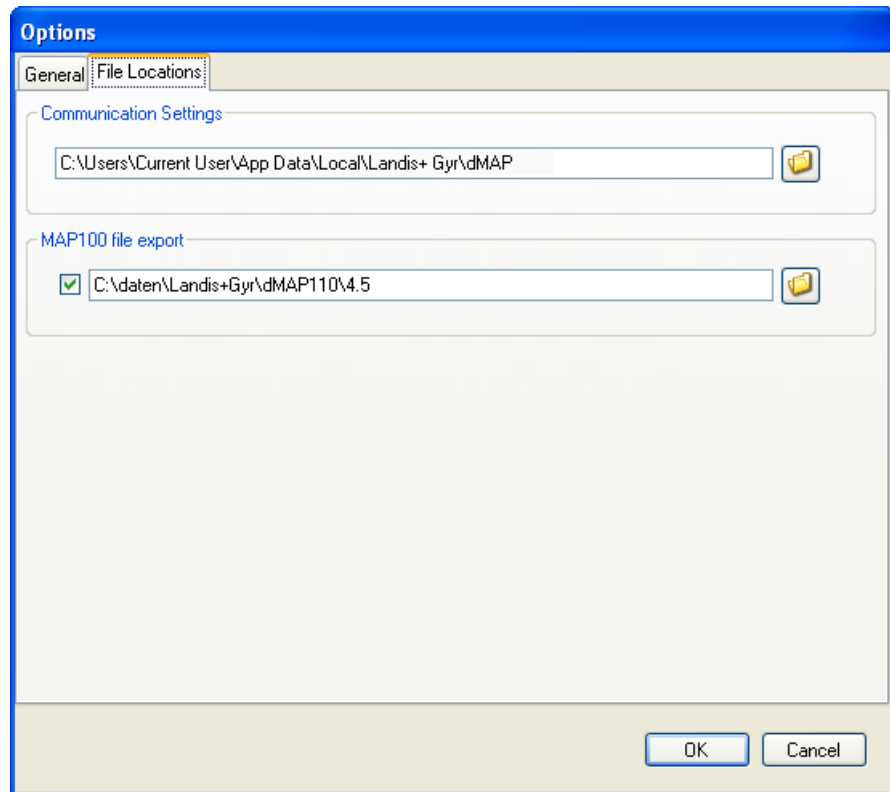 Options
General File Locations
Communication Settings
C:\Users\Current User\App Data\Local\Landis+ Gyr\dMAP
MAP100 file export
C:\daten\Landis+Gyr\dMAP110\4.5
OK Cancel